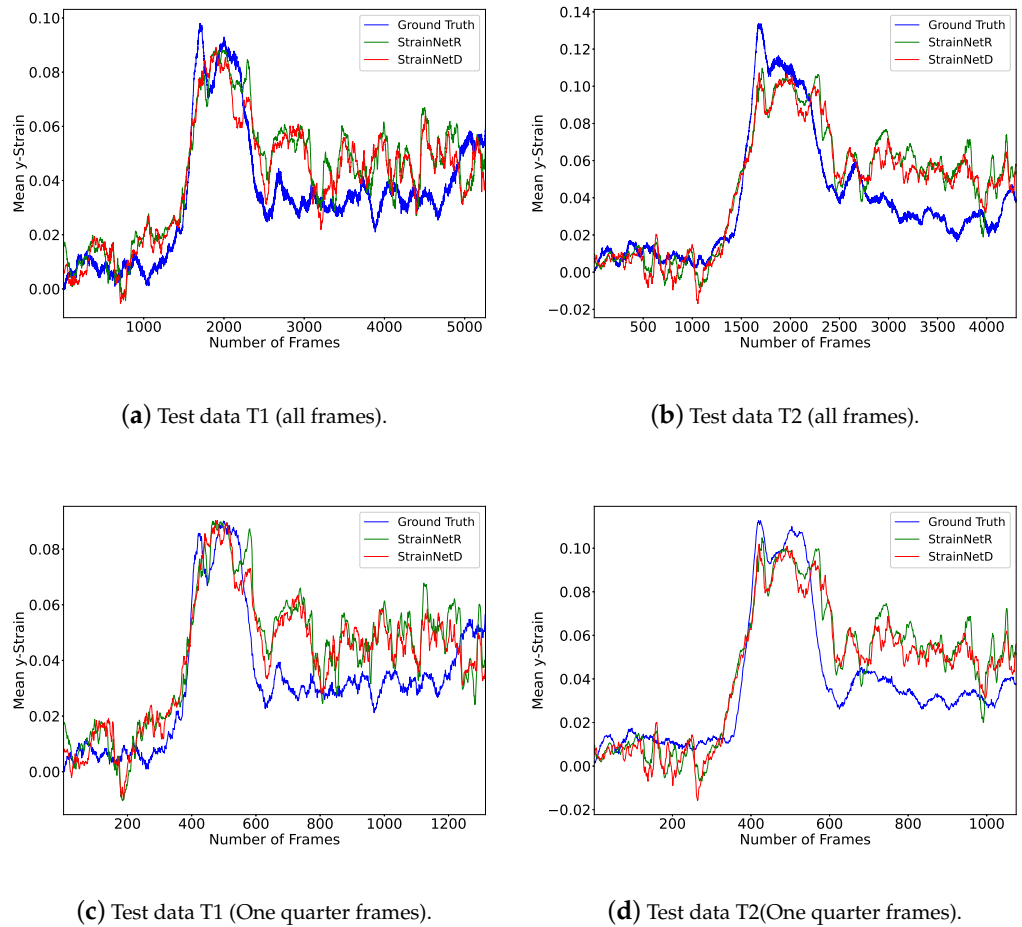 0.10
0.08
0.06
0.04
0.02
0.00
Mean y-Strain
Ground Truth
StrainNetR
StrainNetD
1000 2000 3000 4000 5000
Number of Frames
(a) Test data T1 (all frames).
0.14
0.12
0.10
0.08
0.06
0.04
0.02
0.00
−0.02
Mean y-Strain
Ground Truth
StrainNetR
StrainNetD
500 1000 1500 2000 2500 3000 3500 4000
Number of Frames
(b) Test data T2 (all frames).
0.08
0.06
0.04
0.02
0.00
Mean y-Strain
Ground Truth
StrainNetR
StrainNetD
200 400 600 800 1000 1200
Number of Frames
(c) Test data T1 (One quarter frames).
0.10
0.08
0.06
0.04
0.02
0.00
−0.02
Mean y-Strain
Ground Truth
StrainNetR
StrainNetD
200 400 600 800 1000
Number of Frames
(d) Test data T2(One quarter frames).